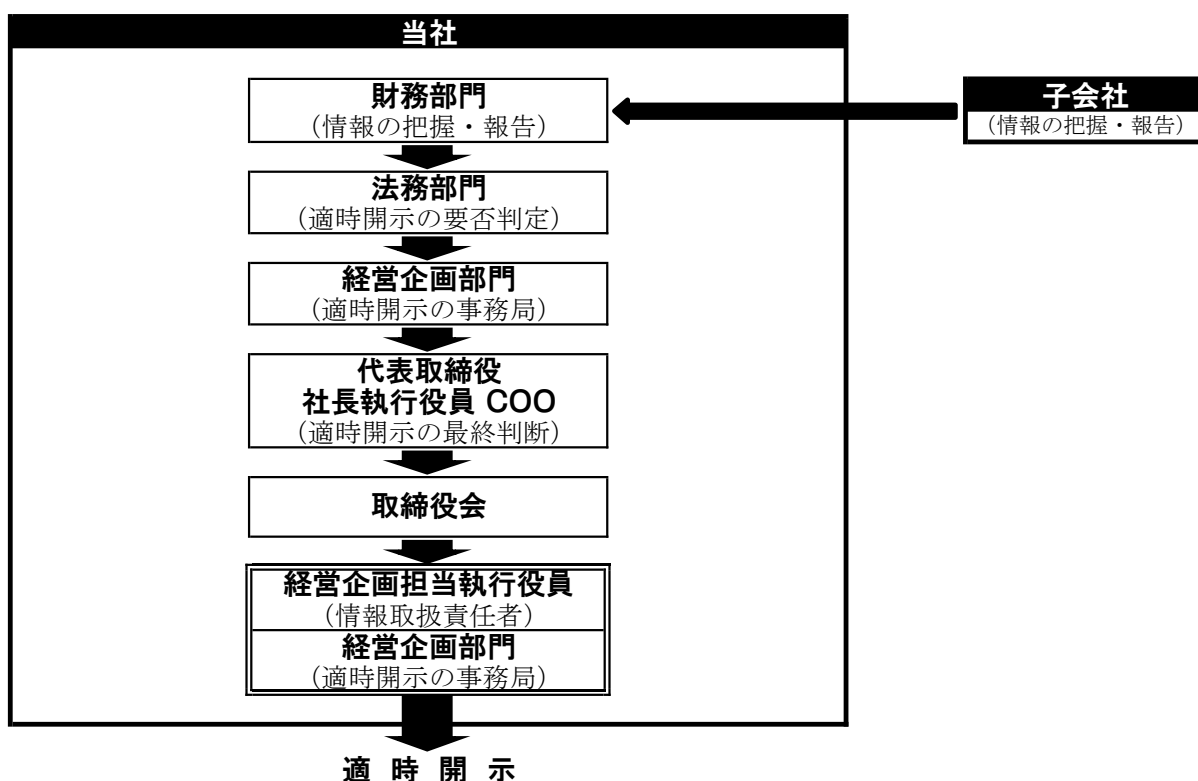 当社
財務部門
（情報の把握・報告）
子会社
（情報の把握・報告）
法務部門
（適時開示の要否判定）
経営企画部門
（適時開示の事務局）
代表取締役
社長執行役員 COO
（適時開示の最終判断）
取締役会
経営企画担当執行役員
（情報取扱責任者）
経営企画部門
（適時開示の事務局）
適 時 開 示